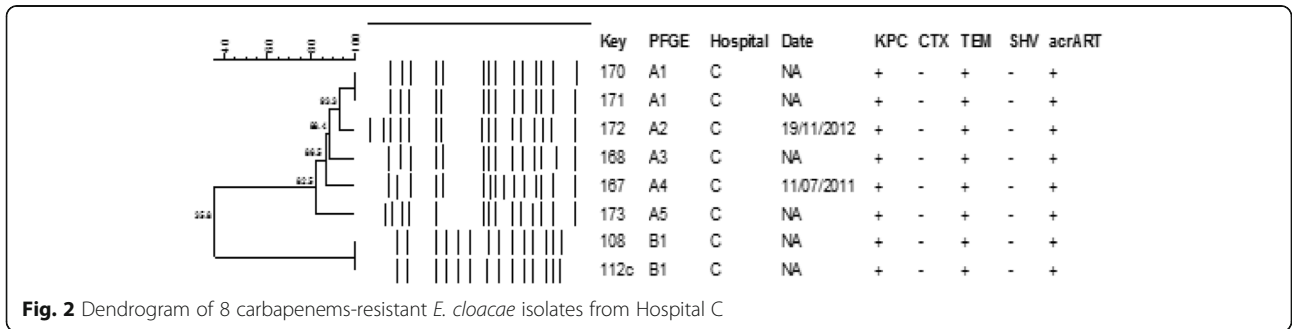 Key PFGE Hospital Date KPC CTX TEM SHV acrART
170 A1 C NA + - + - +
171 A1 C NA + - + - +
172 A2 C 19/11/2012 + - + - +
168 A3 C NA + - + - +
167 A4 C 11/07/2011 + - + - +
173 A5 C NA + - + - +
108 B1 C NA + - + - +
112c B1 C NA + - + - +
Fig. 2 Dendrogram of 8 carbapenems-resistant E. cloacae isolates from Hospital C